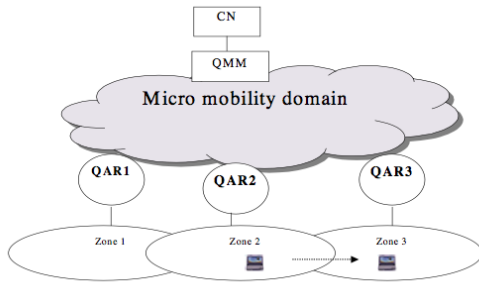 CN
QMM
Micro mobility domain
QAR1
QAR2
QAR3
Zone 1
Zone 2
Zone 3